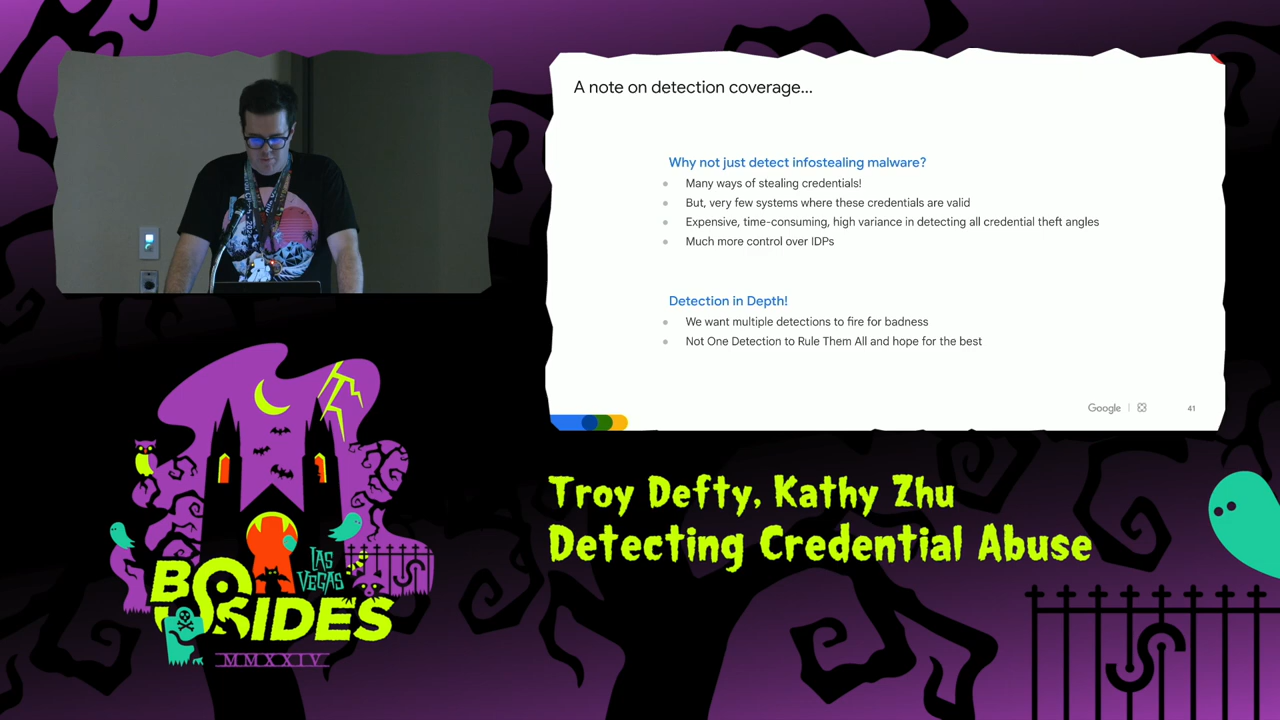 A note on detection coverage...
Why not just detect infostealing malware?
Many ways of stealing credentials!
But, very few systems where these credentials are valid
Expensive, time-consuming, high variance in detecting all credential theft angles
Much more control over IDPs
Detection in Depth!
We want multiple detections to fire for badness
Not One Detection to Rule Them All and hope for the best
Google
41
Troy Defty, Kathy Zhu
Detecting Credential Abuse
LAS
VEGAS
BSIDES
MMXXIV